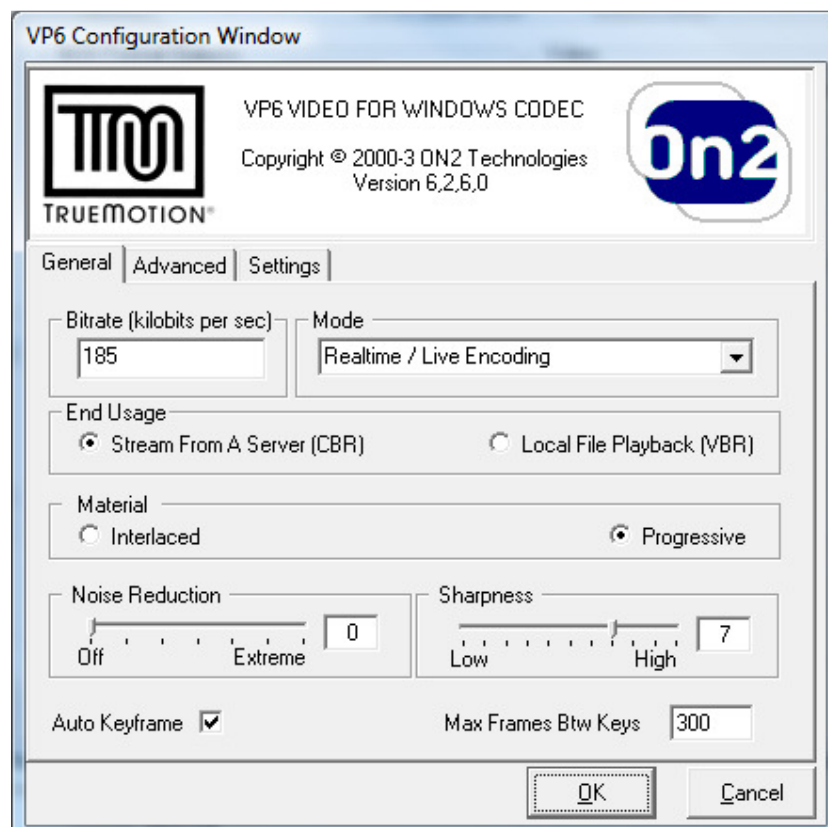 VP6 Configuration Window
TM
TRUEMOTION®
VP6 VIDEO FOR WINDOWS CODEC
Copyright © 2000-3 ON2 Technologies
Version 6,2,6,0
On2
General Advanced Settings
Bitrate (kilobits per sec)
185
Mode
Realtime / Live Encoding
End Usage
Stream From A Server (CBR) Local File Playback (VBR)
Material
Interlaced Progressive
Noise Reduction
0
Off Extreme
Sharpness
7
Low High
Auto Keyframe Max Frames Btw Keys 300
OK Cancel